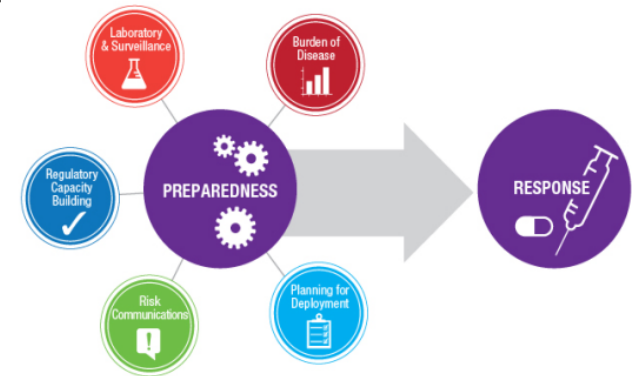 Laboratory
& Surveillance
Burden of
Disease
Regulatory
Capacity
Building
PREPAREDNESS
RESPONSE
Risk
Communications
Planning for
Deployment